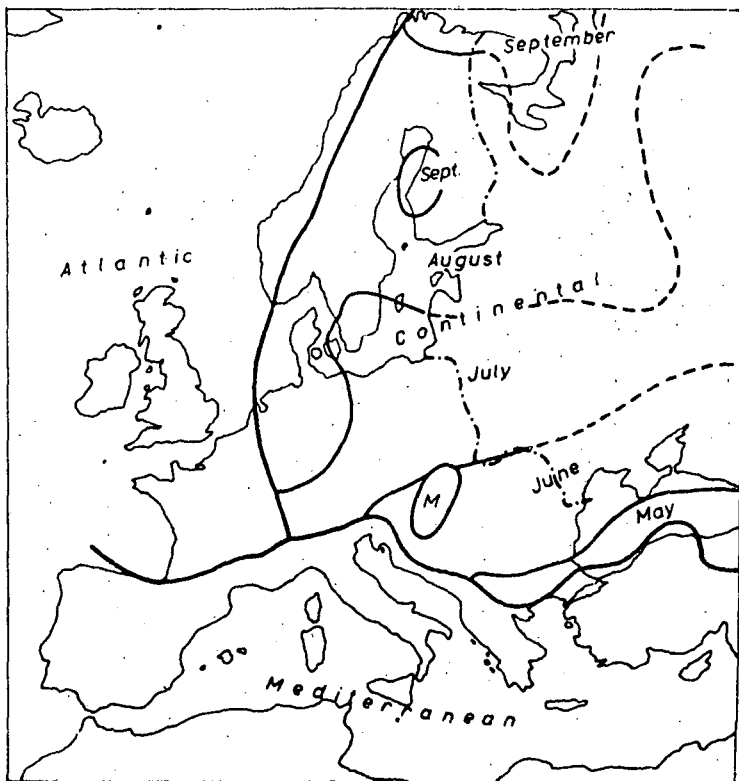 September
Sept.
Atlantic
August
Continental
July
June
M
May
Mediterranean